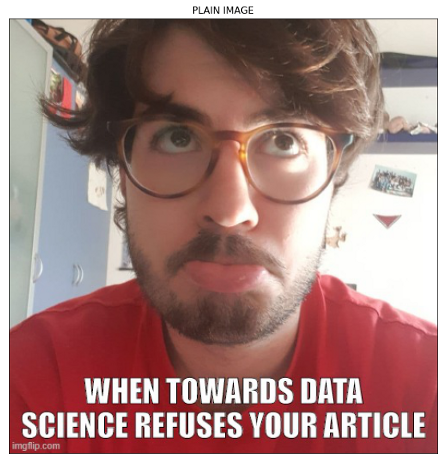 PLAIN IMAGE
WHEN TOWARDS DATA
SCIENCE REFUSES YOUR ARTICLE
imgflip.com